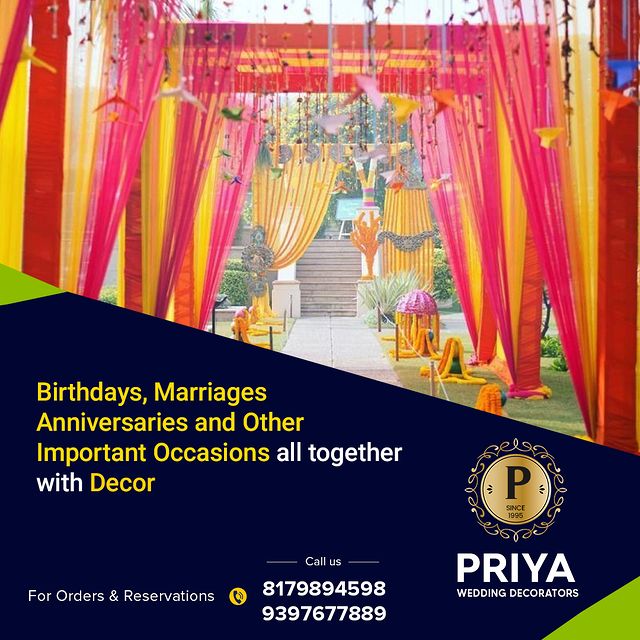 Birthdays, Marriages
Anniversaries and Other
Important Occasions all together
with Decor
P
SINCE
1995
PRIYA
WEDDING DECORATORS
Call us
For Orders & Reservations
8179894598
9397677889